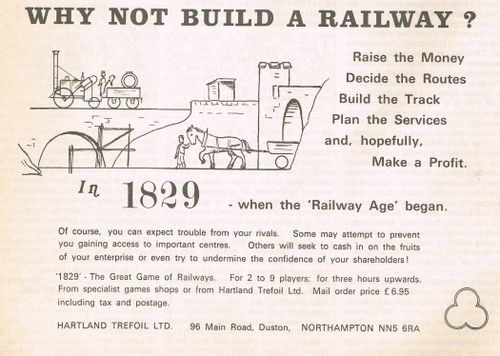 WHY NOT BUILD A RAILWAY ?
Raise the Money
Decide the Routes
Build the Track
Plan the Services
and, hopefully,
Make a Profit.
In 1829 - when the 'Railway Age' began.
Of course, you can expect trouble from your rivals. Some may attempt to prevent
you gaining access to important centres. Others will seek to cash in on the fruits
of your enterprise or even try to undermine the confidence of your shareholders!
'1829' - The Great Game of Railways. For 2 to 9 players; for three hours upwards.
From specialist games shops or from Hartland Trefoil Ltd. Mail order price £6.95
including tax and postage.
HARTLAND TREFOIL LTD. 96 Main Road, Duston, NORTHAMPTON NN5 6RA